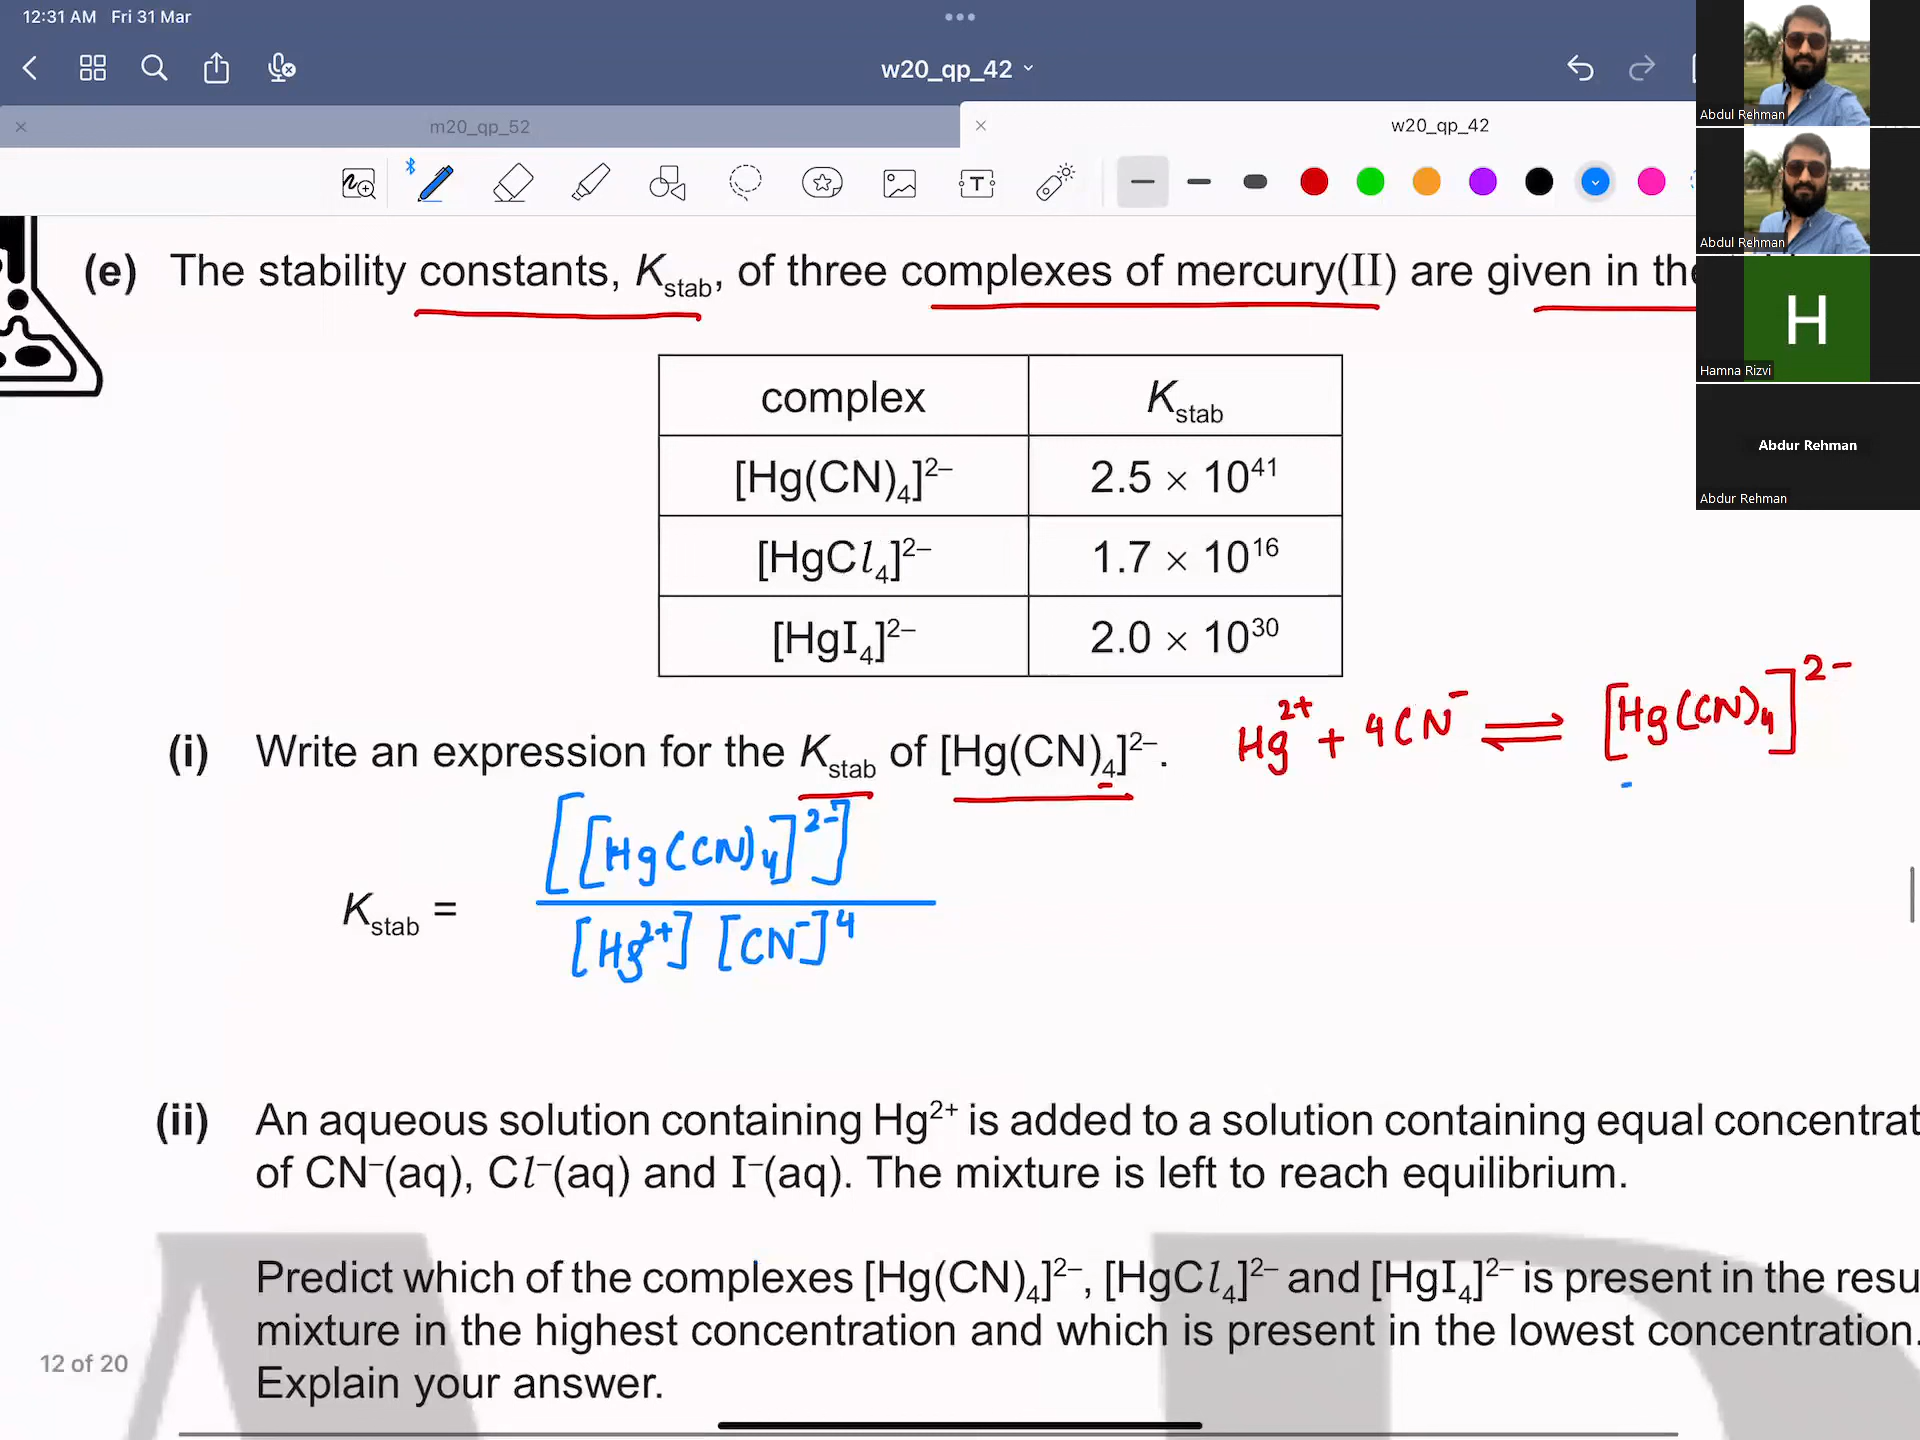 12:31 AM Fri 31 Mar
w20_qp_42
m20_qp_52
w20_qp_42
Abdul Rehman
Abdul Rehman
H
Hamna Rizvi
Abdur Rehman
Abdur Rehman
(e) The stability constants, Kstab, of three complexes of mercury(II) are given in the
complex Kstab
[Hg(CN)₄]²⁻ 2.5 × 10⁴¹
[HgCl₄]²⁻ 1.7 × 10¹⁶
[HgI₄]²⁻ 2.0 × 10³⁰
Hg²⁺ + 4CN⁻ ⇌ [Hg(CN)₄]²⁻
(i) Write an expression for the Kstab of [Hg(CN)₄]²⁻.
[[Hg(CN)₄]²⁻]
Kstab =
[Hg²⁺] [CN⁻]⁴
(ii) An aqueous solution containing Hg²⁺ is added to a solution containing equal concentrat
of CN⁻(aq), Cl⁻(aq) and I⁻(aq). The mixture is left to reach equilibrium.
Predict which of the complexes [Hg(CN)₄]²⁻, [HgCl₄]²⁻ and [HgI₄]²⁻ is present in the resu
mixture in the highest concentration and which is present in the lowest concentration.
Explain your answer.
12 of 20